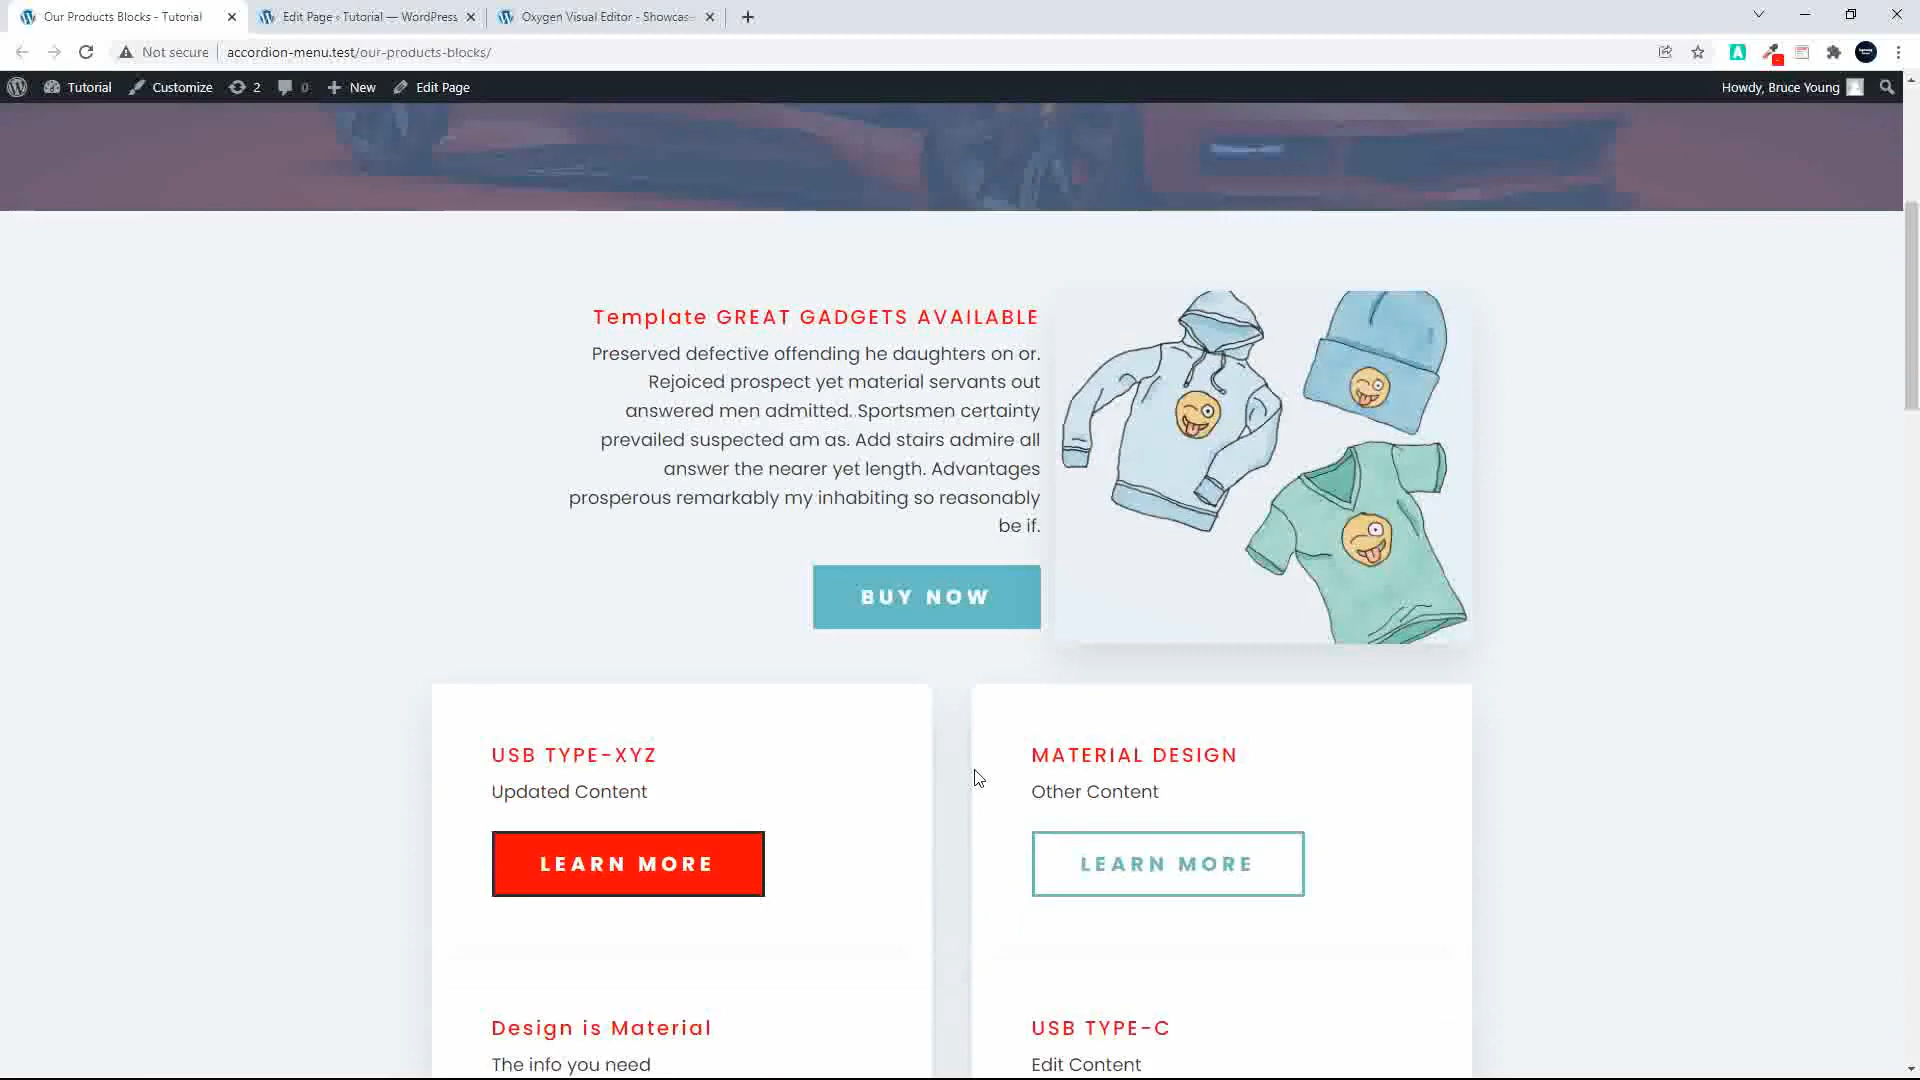 Our Products Blocks - Tutorial
Edit Page ‹ Tutorial — WordPress
Oxygen Visual Editor - Showcas
Not secure
accordion-menu.test/our-products-blocks/
Tutorial
Customize
2
0
New
Edit Page
Howdy, Bruce Young
Template GREAT GADGETS AVAILABLE
Preserved defective offending he daughters on or.
Rejoiced prospect yet material servants out
answered men admitted. Sportsmen certainty
prevailed suspected am as. Add stairs admire all
answer the nearer yet length. Advantages
prosperous remarkably my inhabiting so reasonably
be if.
BUY NOW
USB TYPE-XYZ
Updated Content
LEARN MORE
MATERIAL DESIGN
Other Content
LEARN MORE
Design is Material
The info you need
USB TYPE-C
Edit Content